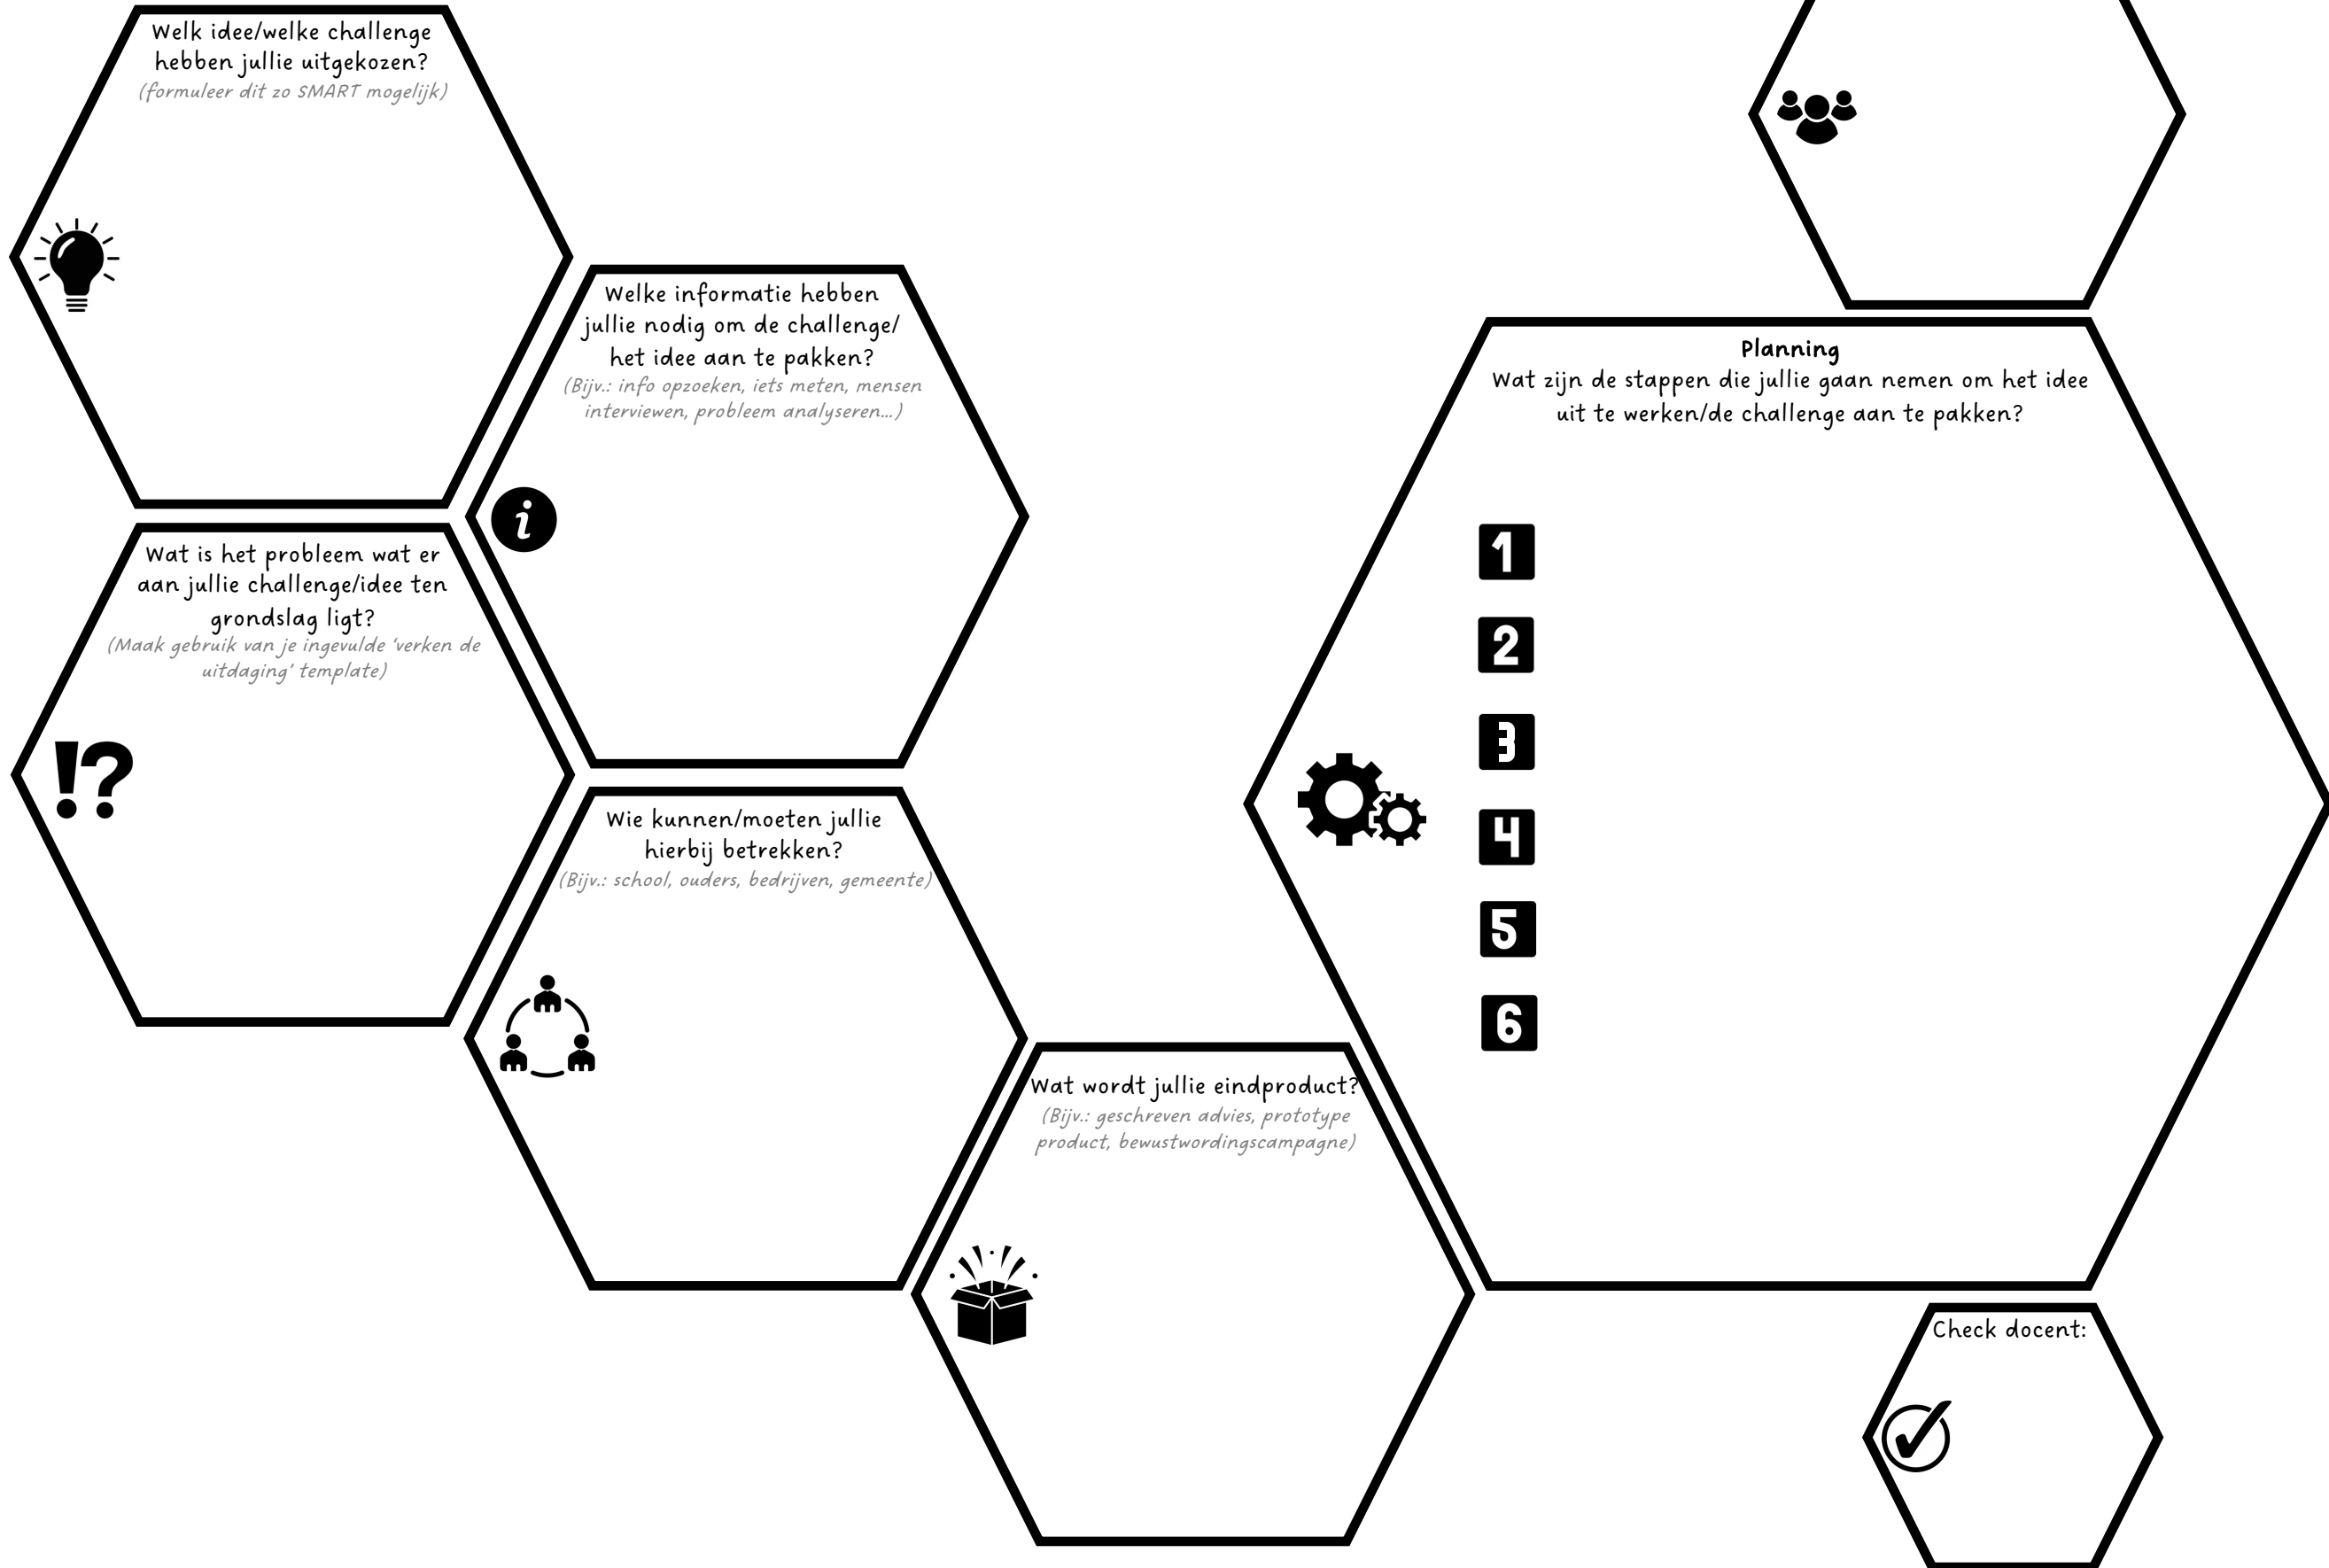 Welk idee/welke challenge
hebben jullie uitgekozen?
(formuleer dit zo SMART mogelijk)
Welke informatie hebben
jullie nodig om de challenge/
het idee aan te pakken?
(Bijv.: info opzoeken, iets meten, mensen
interviewen, probleem analyseren...)
i
Wat is het probleem wat er
aan jullie challenge/idee ten
grondslag ligt?
(Maak gebruik van je ingevulde ‘verken de
uitdaging’ template)
!?
Wie kunnen/moeten jullie
hierbij betrekken?
(Bijv.: school, ouders, bedrijven, gemeente)
Wat wordt jullie eindproduct?
(Bijv.: geschreven advies, prototype
product, bewustwordingscampagne)
Planning
Wat zijn de stappen die jullie gaan nemen om het idee
uit te werken/de challenge aan te pakken?
1
2
3
4
5
6
Check docent: